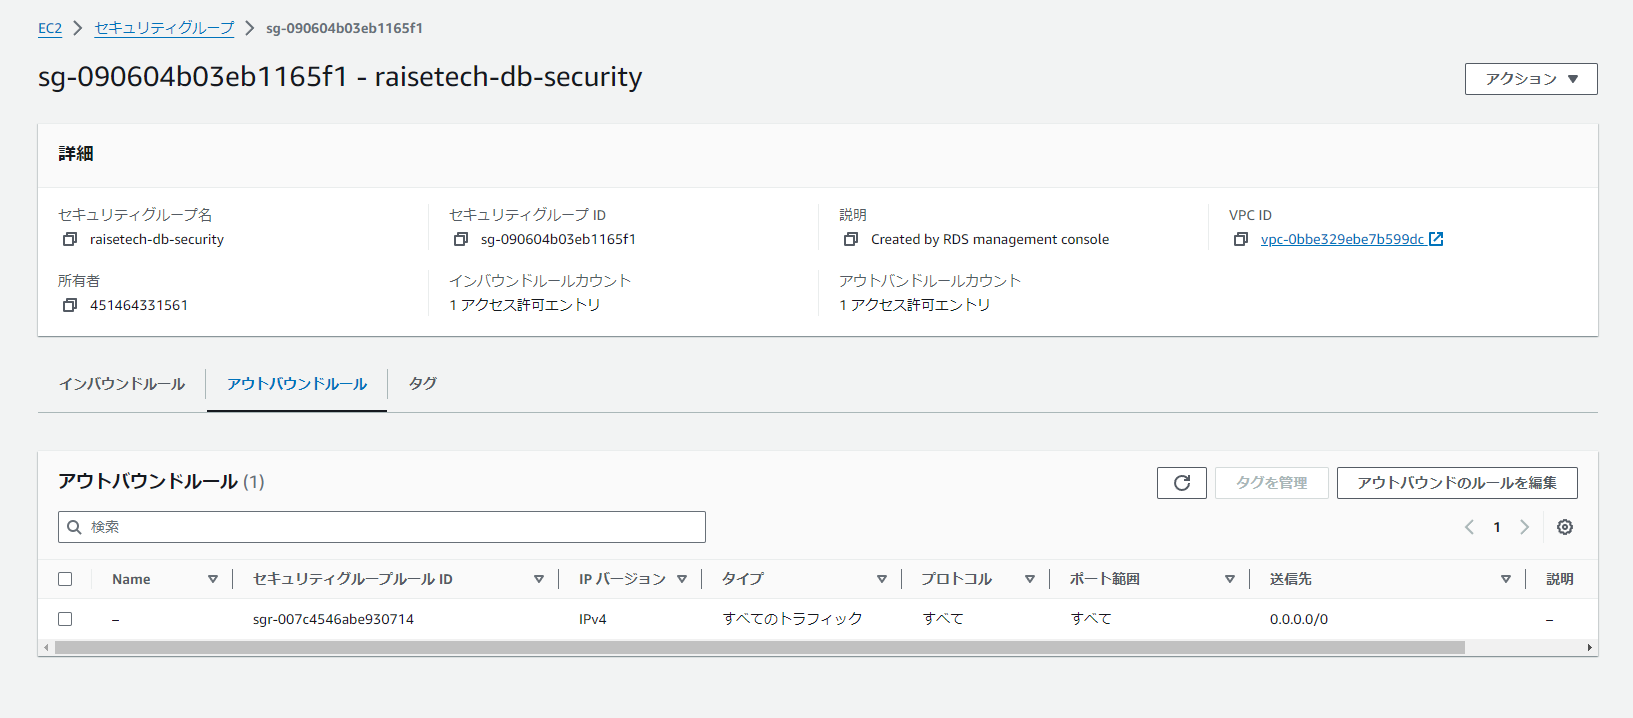 EC2 > セキュリティグループ > sg-090604b03eb1165f1
sg-090604b03eb1165f1 - raisetech-db-security
アクション
詳細
セキュリティグループ名
raisetech-db-security
セキュリティグループ ID
sg-090604b03eb1165f1
説明
Created by RDS management console
VPC ID
vpc-0bbe329ebe7b599dc
所有者
451464331561
インバウンドルールカウント
1 アクセス許可エントリ
アウトバンドルールカウント
1 アクセス許可エントリ
インバウンドルール アウトバウンドルール タグ
アウトバウンドルール (1)
タグを管理 アウトバウンドのルールを編集
検索
1
Name セキュリティグループルール ID IP バージョン タイプ プロトコル ポート範囲 送信先 説明
– sgr-007c4546abe930714 IPv4 すべてのトラフィック すべて すべて 0.0.0.0/0 –